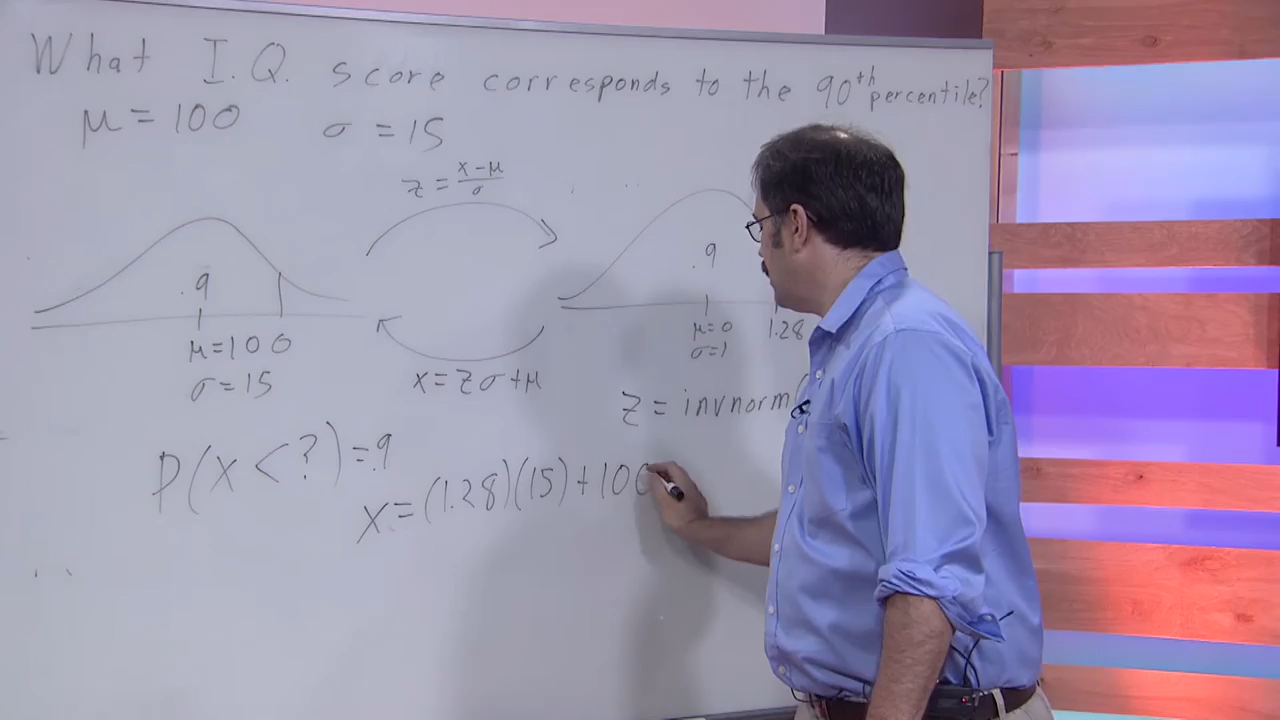 What I.Q. score corresponds to the 90th percentile?
μ = 100 σ = 15
z = x-μ/σ
.9
μ=100
σ=15
x = zσ+μ
.9
μ=0
σ=1
1.28
z = invnorm(
P(X < ?) = .9
x = (1.28)(15) + 100